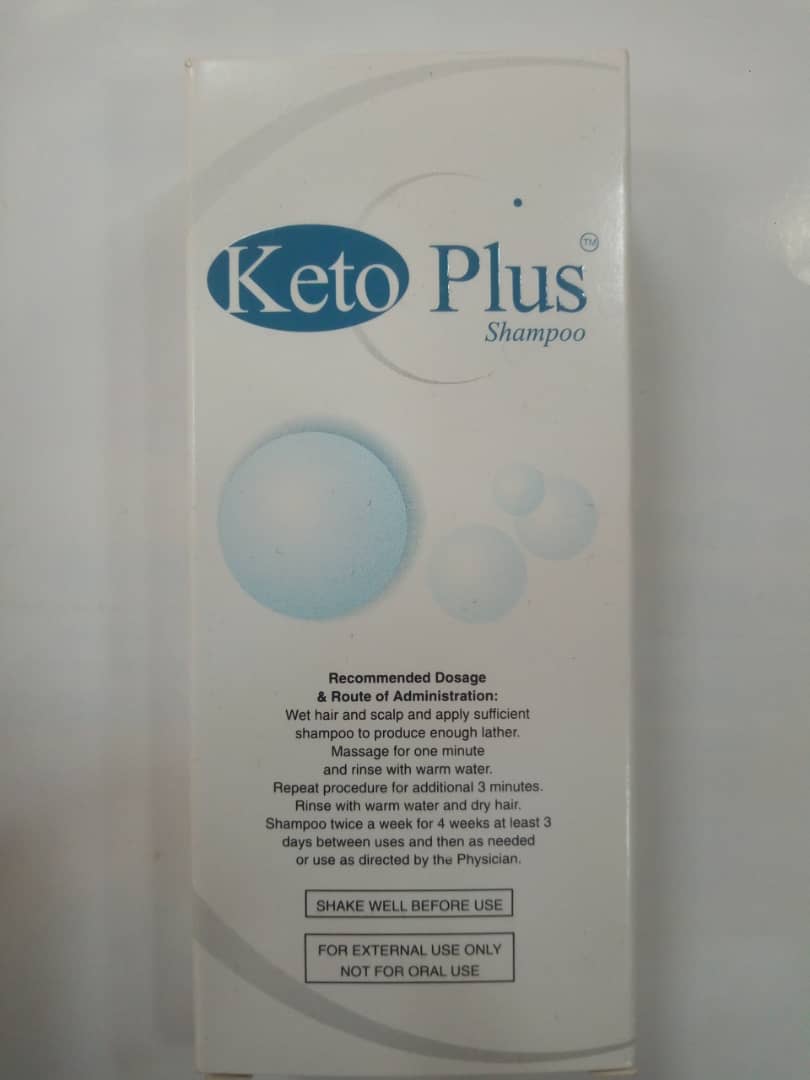 Keto Plus TM
Shampoo
Recommended Dosage
& Route of Administration:
Wet hair and scalp and apply sufficient
shampoo to produce enough lather.
Massage for one minute
and rinse with warm water.
Repeat procedure for additional 3 minutes.
Rinse with warm water and dry hair.
Shampoo twice a week for 4 weeks at least 3
days between uses and then as needed
or use as directed by the Physician.
SHAKE WELL BEFORE USE
FOR EXTERNAL USE ONLY
NOT FOR ORAL USE